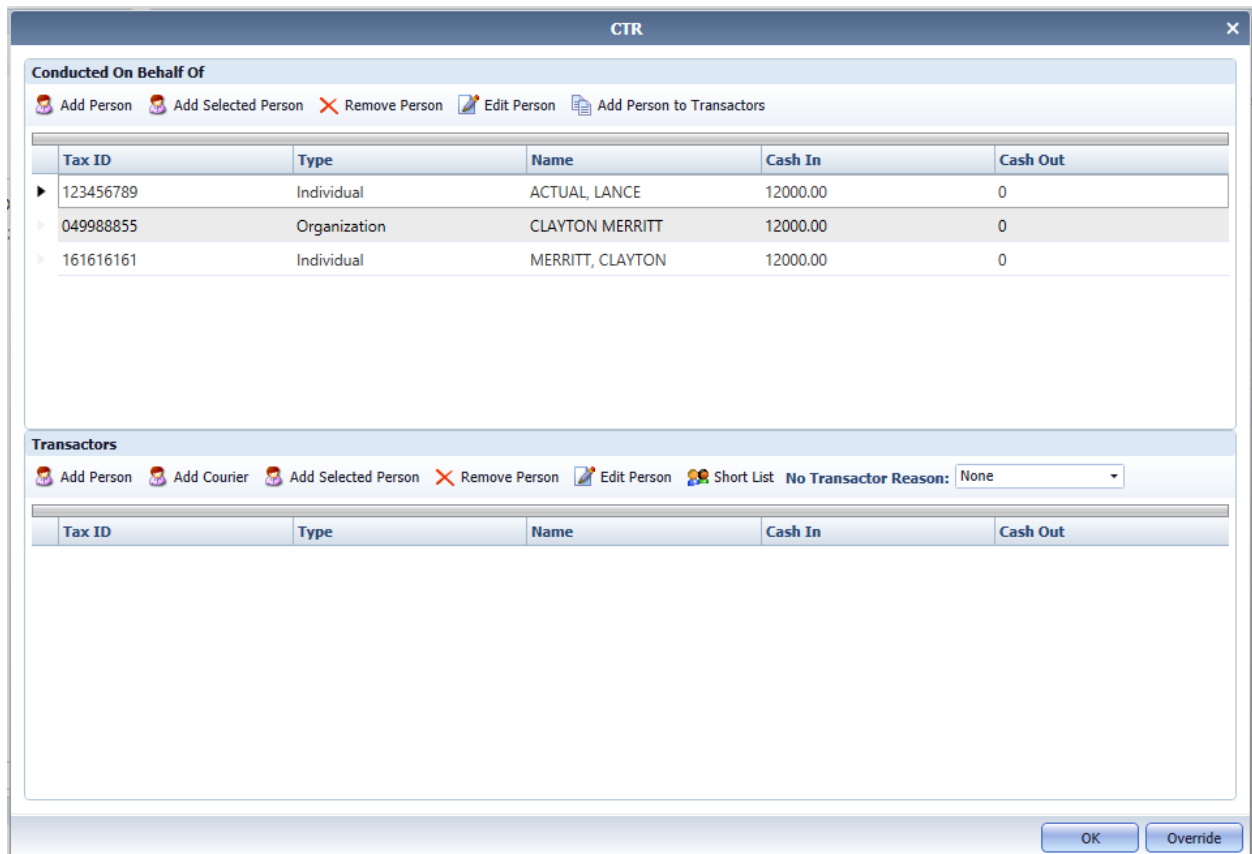 CTR
Conducted On Behalf Of
Add Person Add Selected Person Remove Person Edit Person Add Person to Transactors
Tax ID Type Name Cash In Cash Out
123456789 Individual ACTUAL, LANCE 12000.00 0
049988855 Organization CLAYTON MERRITT 12000.00 0
161616161 Individual MERRITT, CLAYTON 12000.00 0
Transactors
Add Person Add Courier Add Selected Person Remove Person Edit Person Short List No Transactor Reason: None
Tax ID Type Name Cash In Cash Out
OK Override